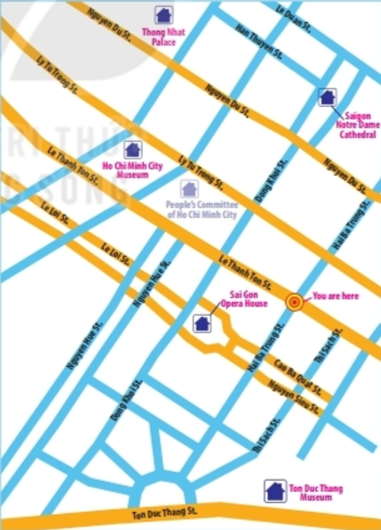 Nguyen Du St.
Thong Nhat
Palace
Le Duan St.
Han Thuyen St.
Ly Tu Trong St.
Nguyen Du St.
Saigon
Notre Dame
Cathedral
RI THỨC
C SỐNG
Ho Chi Minh City
Museum
Le Thanh Ton St.
Ly Tu Trong St.
Nguyen Du St.
Dong Khoi St.
People's Committee
of Ho Chi Minh City
Hai Ba Trung St.
Le Loi St.
Le Loi St.
Le Thanh Ton St.
Nguyen Hue St.
Sai Gon
Opera House
You are here
Nguyen Hue St.
Hai Ba Trung St.
Thi Sach St.
Cao Ba Quat St.
Nguyen Sieu St.
Dong Khoi St.
Thi Sach St.
Ton Duc Thang
Museum
Ton Duc Thang St.